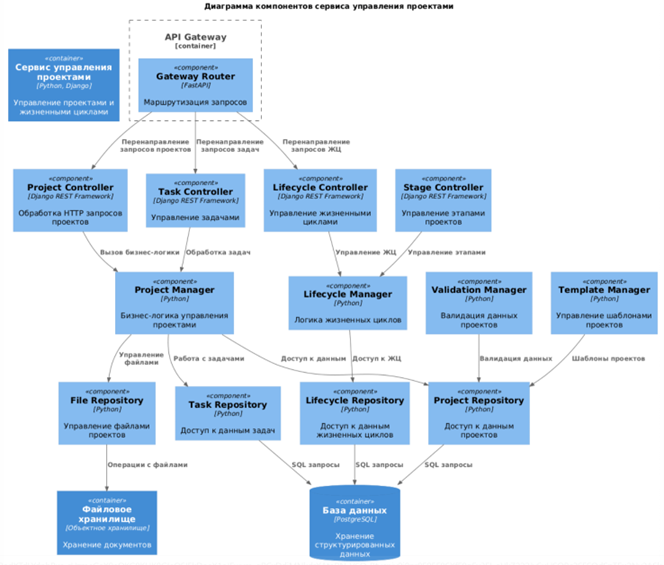 Диаграмма компонентов сервиса управления проектами
API Gateway
[container]
«container»
Сервис управления
проектами
[Python, Django]
Управление проектами и
жизненными циклами
«component»
Gateway Router
[FastAPI]
Маршрутизация запросов
Перенаправление
запросов проектов
Перенаправление
запросов задач
Перенаправление
запросов ЖЦ
«component»
Project Controller
[Django REST Framework]
Обработка HTTP запросов
проектов
«component»
Task Controller
[Django REST Framework]
Управление задачами
«component»
Lifecycle Controller
[Django REST Framework]
Управление жизненными
циклами
«component»
Stage Controller
[Django REST Framework]
Управление этапами
проектов
Вызов бизнес-логики
Обработка задач
Управление ЖЦ
Управление этапами
«component»
Project Manager
[Python]
Бизнес-логика управления
проектами
«component»
Lifecycle Manager
[Python]
Логика жизненных циклов
«component»
Validation Manager
[Python]
Валидация данных
проектов
«component»
Template Manager
[Python]
Управление шаблонами
проектов
Управление
файлами
Работа с задачами
Доступ к данным
Доступ к ЖЦ
Валидация данных
Шаблоны проектов
«component»
File Repository
[Python]
Управление файлами
проектов
«component»
Task Repository
[Python]
Доступ к данным задач
«component»
Lifecycle Repository
[Python]
Доступ к данным
жизненных циклов
«component»
Project Repository
[Python]
Доступ к данным
проектов
Операции с файлами
SQL запросы
SQL запросы
SQL запросы
«container»
Файловое
хранилище
[Объектное хранилище]
Хранение документов
«container»
База данных
[PostgreSQL]
Хранение
структурированных
данных